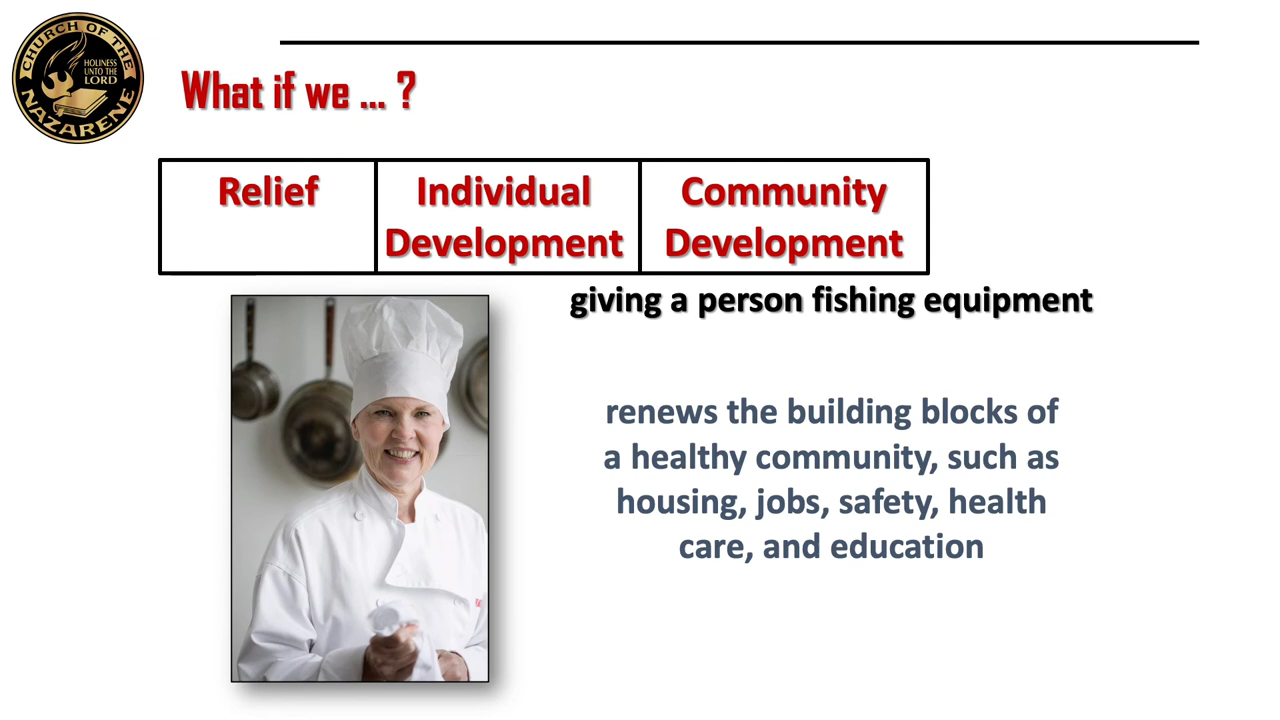 CHURCH OF THE
HOLINESS
UNTO THE
LORD
NAZARENE
What if we ... ?
Relief
Individual
Development
Community
Development
giving a person fishing equipment
renews the building blocks of
a healthy community, such as
housing, jobs, safety, health
care, and education